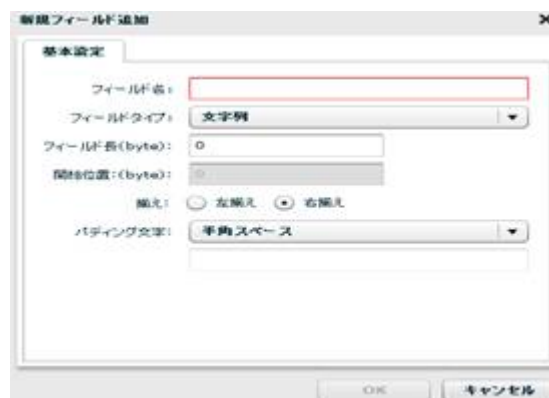 新規フィールド追加
基本設定
フィールド名:
フィールドタイプ: 文字列
フィールド長(byte): 0
開始位置:(byte): 0
揃え: 左揃え 右揃え
パディング文字: 半角スペース
OK キャンセル